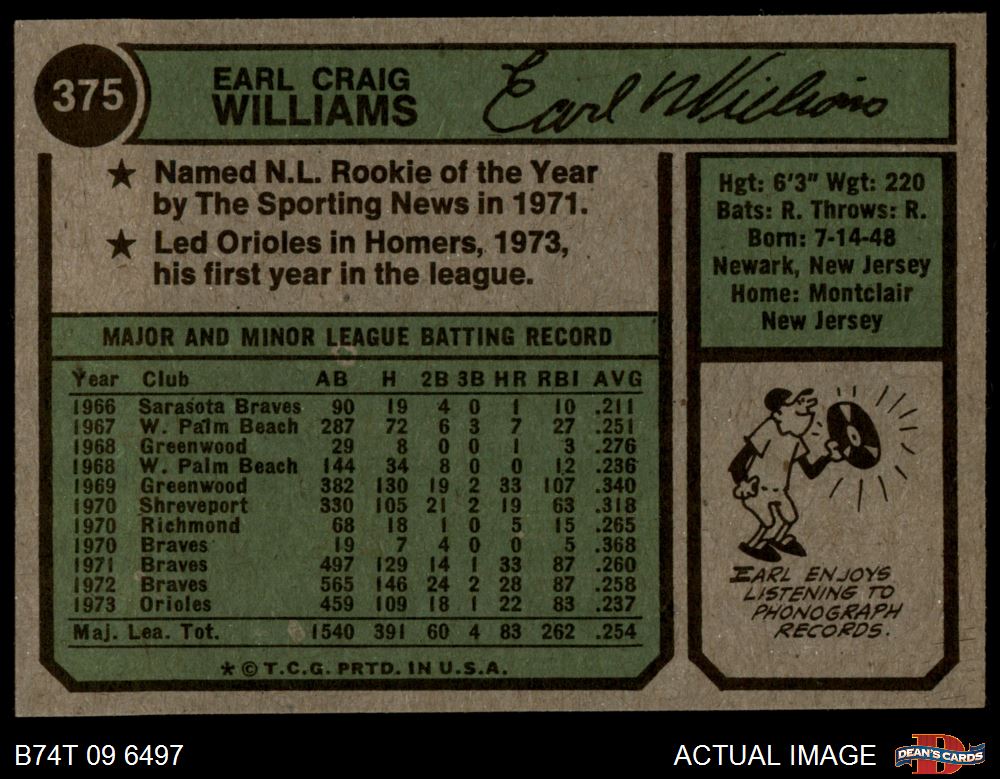 375
EARL CRAIG
WILLIAMS
Earl Williams
★ Named N.L. Rookie of the Year
by The Sporting News in 1971.
★ Led Orioles in Homers, 1973,
his first year in the league.
Hgt: 6'3" Wgt: 220
Bats: R. Throws: R.
Born: 7-14-48
Newark, New Jersey
Home: Montclair
New Jersey
MAJOR AND MINOR LEAGUE BATTING RECORD
Year Club AB H 2B 3B HR RBI AVG
1966 Sarasota Braves 90 19 4 0 1 10 .211
1967 W. Palm Beach 287 72 6 3 7 27 .251
1968 Greenwood 29 8 0 0 1 3 .276
1968 W. Palm Beach 144 34 8 0 0 12 .236
1969 Greenwood 382 130 19 2 33 107 .340
1970 Shreveport 330 105 21 2 19 63 .318
1970 Richmond 68 18 1 0 5 15 .265
1970 Braves 19 7 4 0 0 5 .368
1971 Braves 497 129 14 1 33 87 .260
1972 Braves 565 146 24 2 28 87 .258
1973 Orioles 459 109 18 1 22 83 .237
Maj. Lea. Tot. 1540 391 60 4 83 262 .254
★ © T.C.G. PRTD. IN U.S.A.
EARL ENJOYS
LISTENING TO
PHONOGRAPH
RECORDS.
B74T 09 6497
ACTUAL IMAGE
DEAN'S CARDS